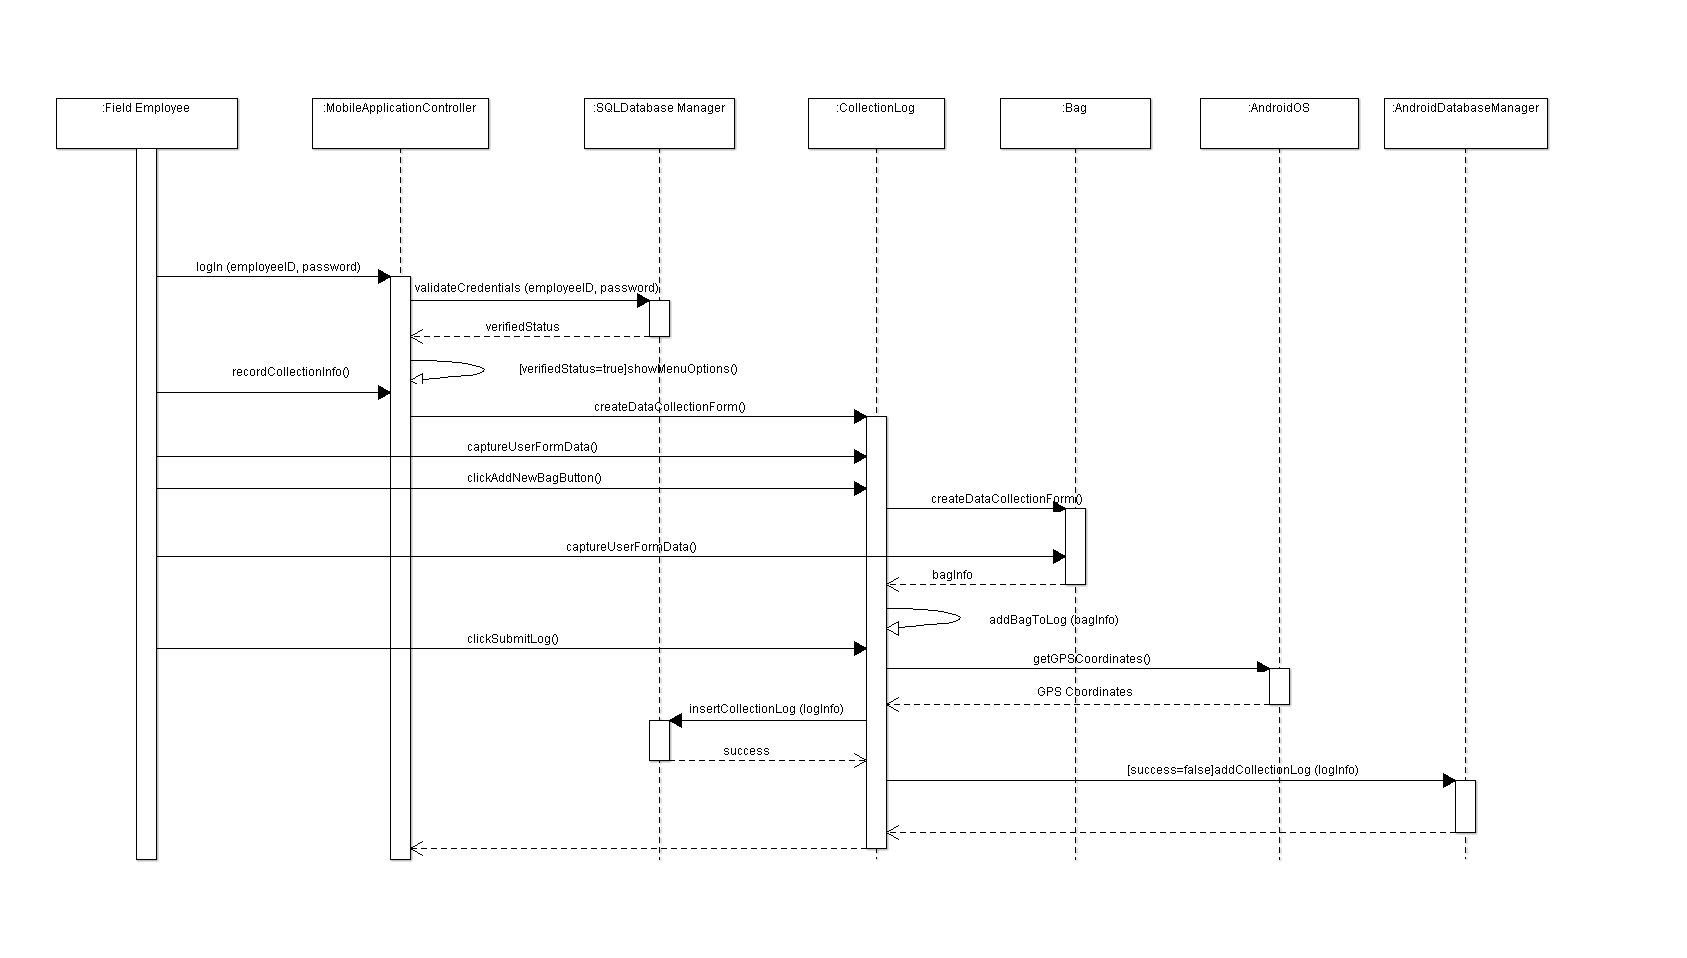 :Field Employee
:MobileApplicationController
:SQLDatabase Manager
:CollectionLog
:Bag
:AndroidOS
:AndroidDatabaseManager
logIn (employeeID, password)
validateCredentials (employeeID, password)
verifiedStatus
[verifiedStatus=true]showMenuOptions()
recordCollectionInfo()
createDataCollectionForm()
captureUserFormData()
clickAddNewBagButton()
createDataCollectionForm()
captureUserFormData()
bagInfo
addBagToLog (bagInfo)
clickSubmitLog()
getGPSCoordinates()
GPS Coordinates
insertCollectionLog (logInfo)
success
[success=false]addCollectionLog (logInfo)